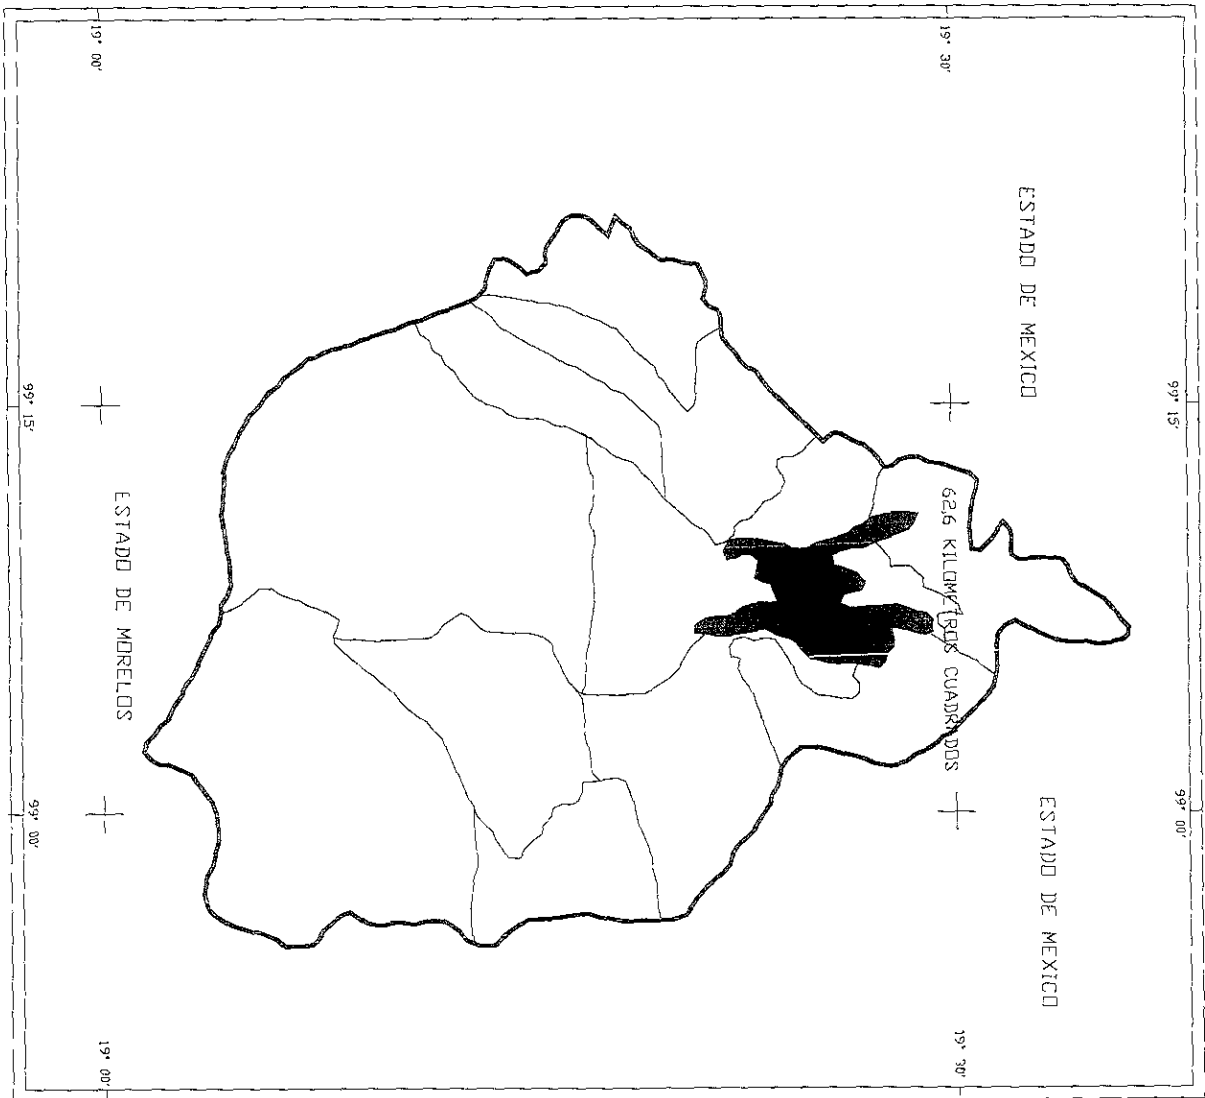 99° 15'
99° 00'
ESTADO DE MEXICO
ESTADO DE MEXICO
19° 30'
62,6 KILOMETROS CUADRADOS
19° 30'
ESTADO DE MORELOS
19° 00'
19° 00'
99° 15'
99° 00'